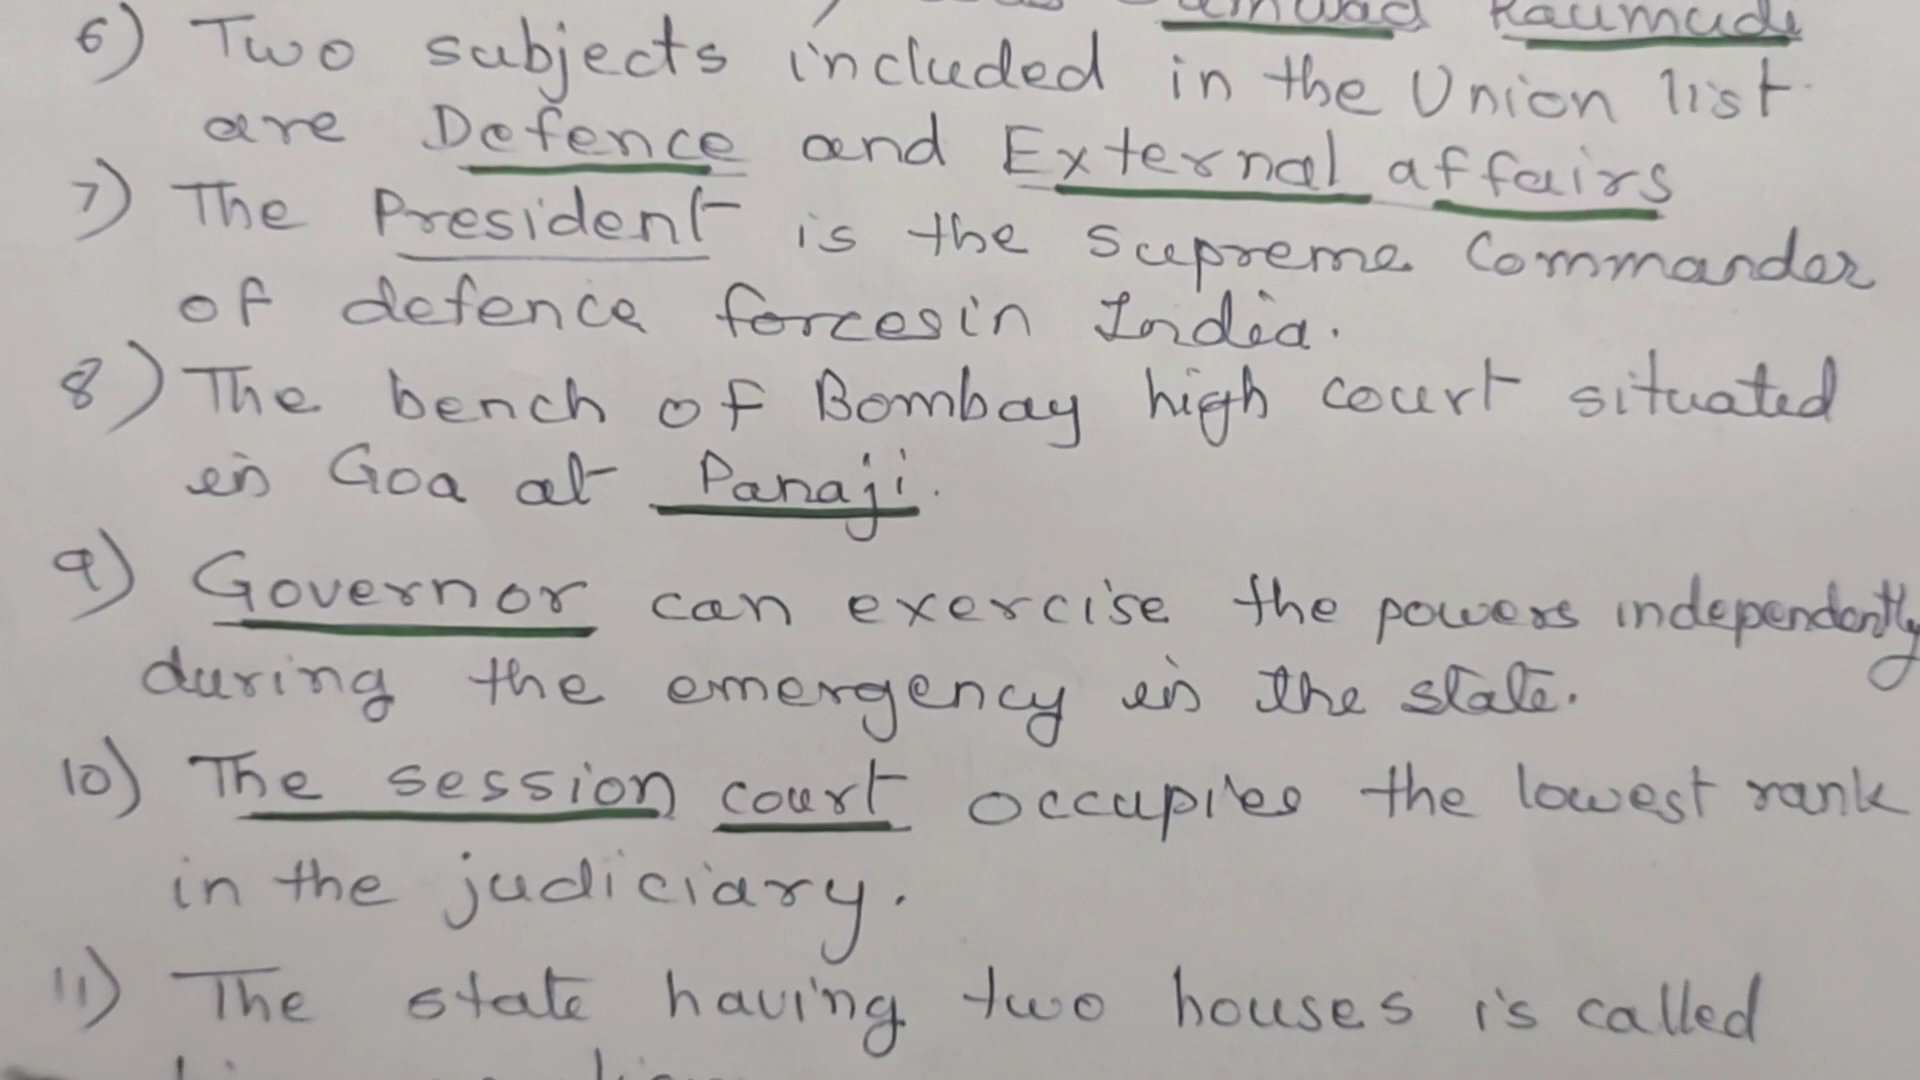 Kaumudi
6) Two subjects included in the Union list
are Defence and External affairs
7) The President is the Supreme Commander
of defence forces in India.
8) The bench of Bombay high court situated
in Goa at Panaji.
9) Governor can exercise the powers independently
during the emergency in the state.
10) The session court occupies the lowest rank
in the judiciary.
11) The state having two houses is called